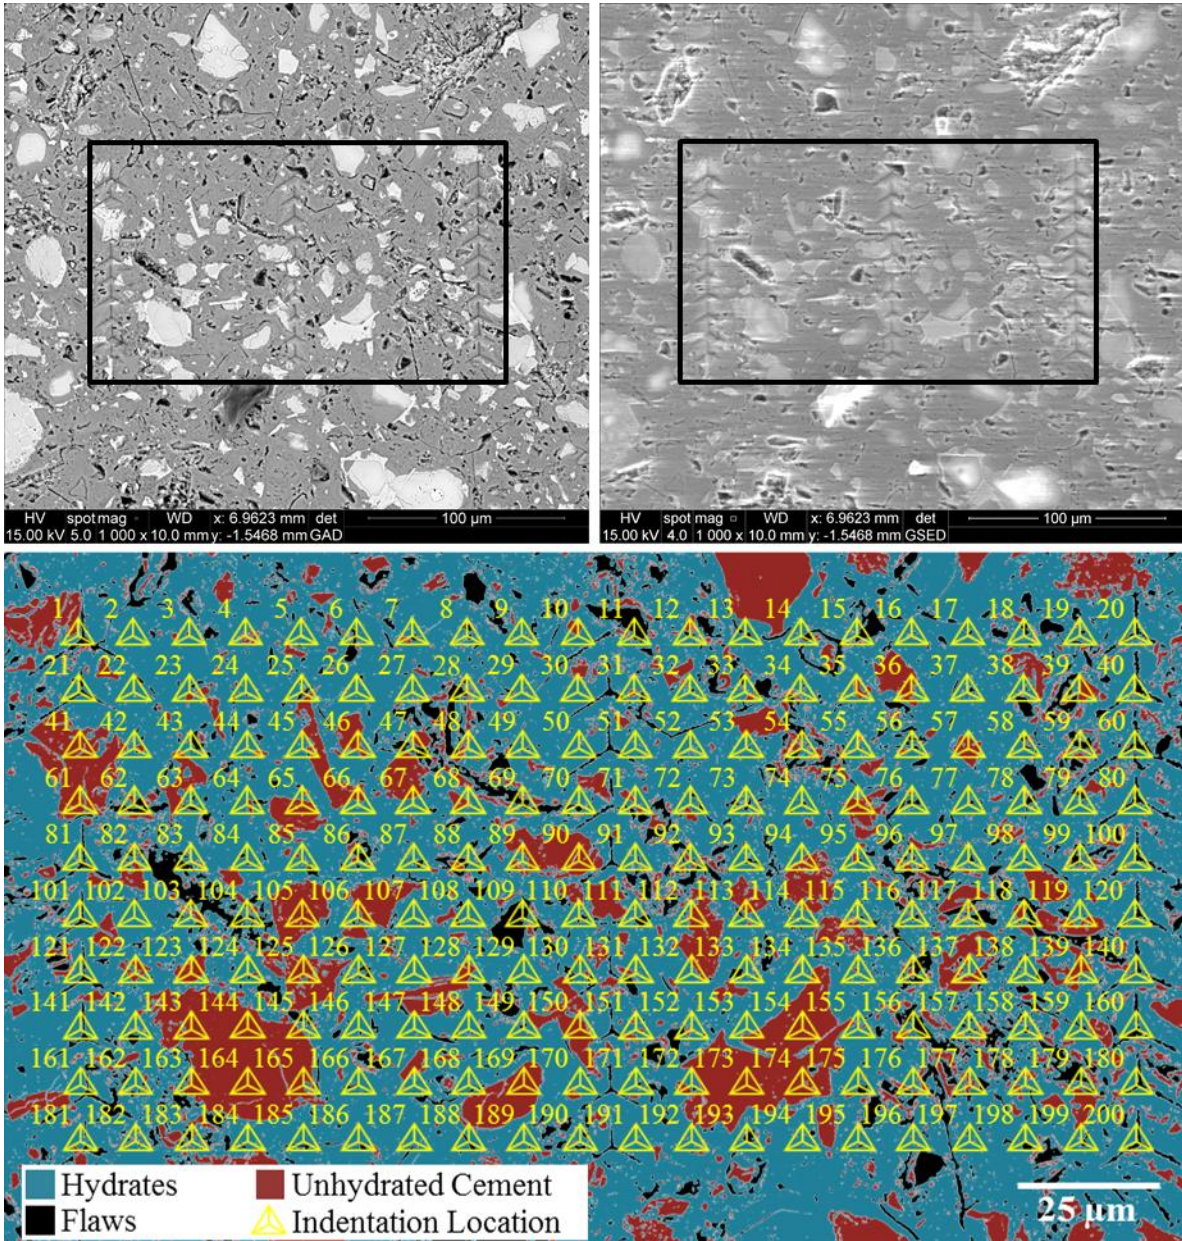 HV spot mag □ WD x: 6.9623 mm det 100 µm
15.00 kV 5.0 1 000 x 10.0 mm y: -1.5468 mm GAD
HV spot mag □ WD x: 6.9623 mm det 100 µm
15.00 kV 4.0 1 000 x 10.0 mm y: -1.5468 mm GSED
1 2 3 4 5 6 7 8 9 10 11 12 13 14 15 16 17 18 19 20
21 22 23 24 25 26 27 28 29 30 31 32 33 34 35 36 37 38 39 40
41 42 43 44 45 46 47 48 49 50 51 52 53 54 55 56 57 58 59 60
61 62 63 64 65 66 67 68 69 70 71 72 73 74 75 76 77 78 79 80
81 82 83 84 85 86 87 88 89 90 91 92 93 94 95 96 97 98 99 100
101 102 103 104 105 106 107 108 109 110 111 112 113 114 115 116 117 118 119 120
121 122 123 124 125 126 127 128 129 130 131 132 133 134 135 136 137 138 139 140
141 142 143 144 145 146 147 148 149 150 151 152 153 154 155 156 157 158 159 160
161 162 163 164 165 166 167 168 169 170 171 172 173 174 175 176 177 178 179 180
181 182 183 184 185 186 187 188 189 190 191 192 193 194 195 196 197 198 199 200
Hydrates Unhydrated Cement
Flaws Indentation Location
25 µm